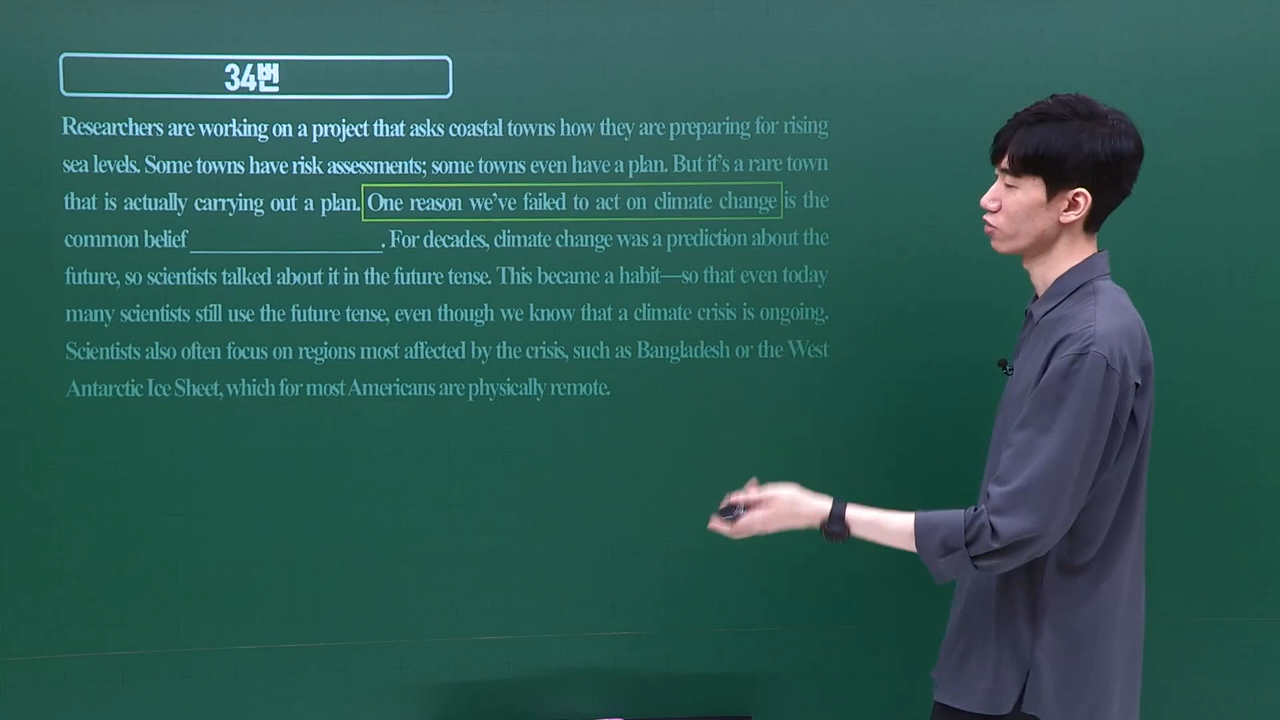 34번
Researchers are working on a project that asks coastal towns how they are preparing for rising
sea levels. Some towns have risk assessments; some towns even have a plan. But it's a rare town
that is actually carrying out a plan. One reason we've failed to act on climate change is the
common belief ____________________. For decades, climate change was a prediction about the
future, so scientists talked about it in the future tense. This became a habit—so that even today
many scientists still use the future tense, even though we know that a climate crisis is ongoing.
Scientists also often focus on regions most affected by the crisis, such as Bangladesh or the West
Antarctic Ice Sheet, which for most Americans are physically remote.